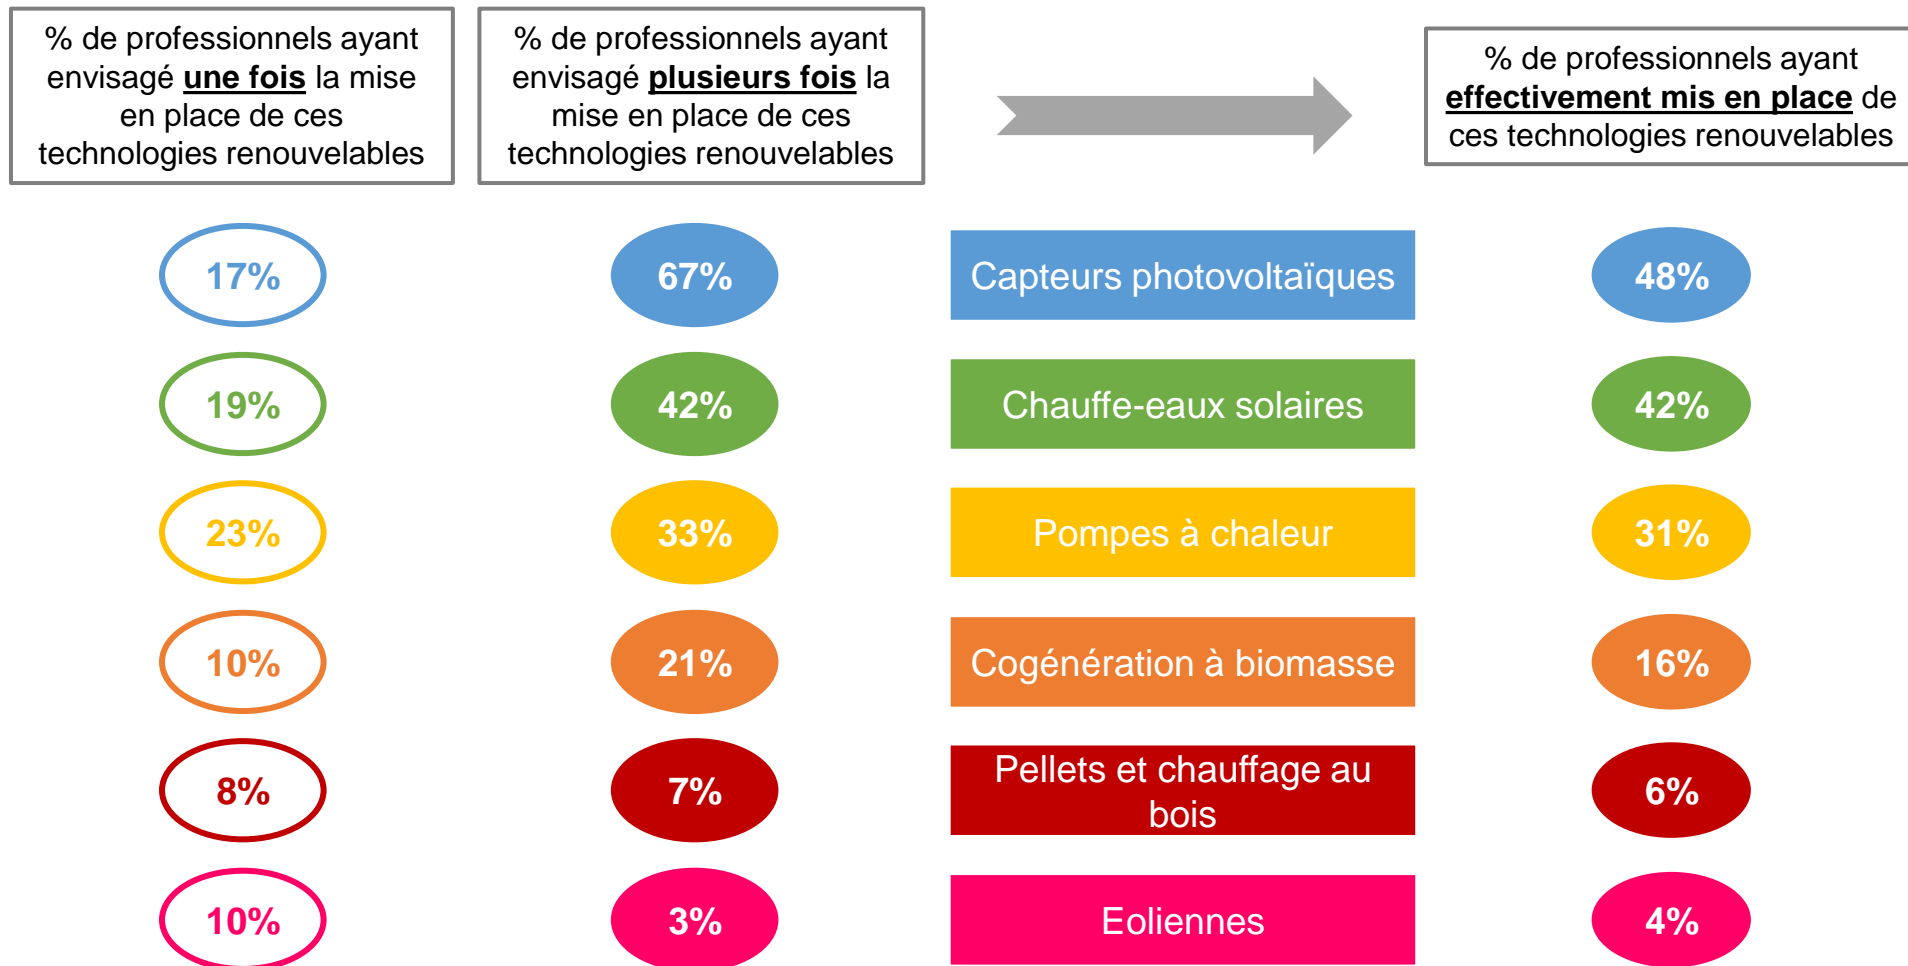 % de professionnels ayant
envisagé une fois la mise
en place de ces
technologies renouvelables
% de professionnels ayant
envisagé plusieurs fois la
mise en place de ces
technologies renouvelables
% de professionnels ayant
effectivement mis en place de
ces technologies renouvelables
17%
67%
Capteurs photovoltaïques
48%
19%
42%
Chauffe-eaux solaires
42%
23%
33%
Pompes à chaleur
31%
10%
21%
Cogénération à biomasse
16%
8%
7%
Pellets et chauffage au
bois
6%
10%
3%
Eoliennes
4%